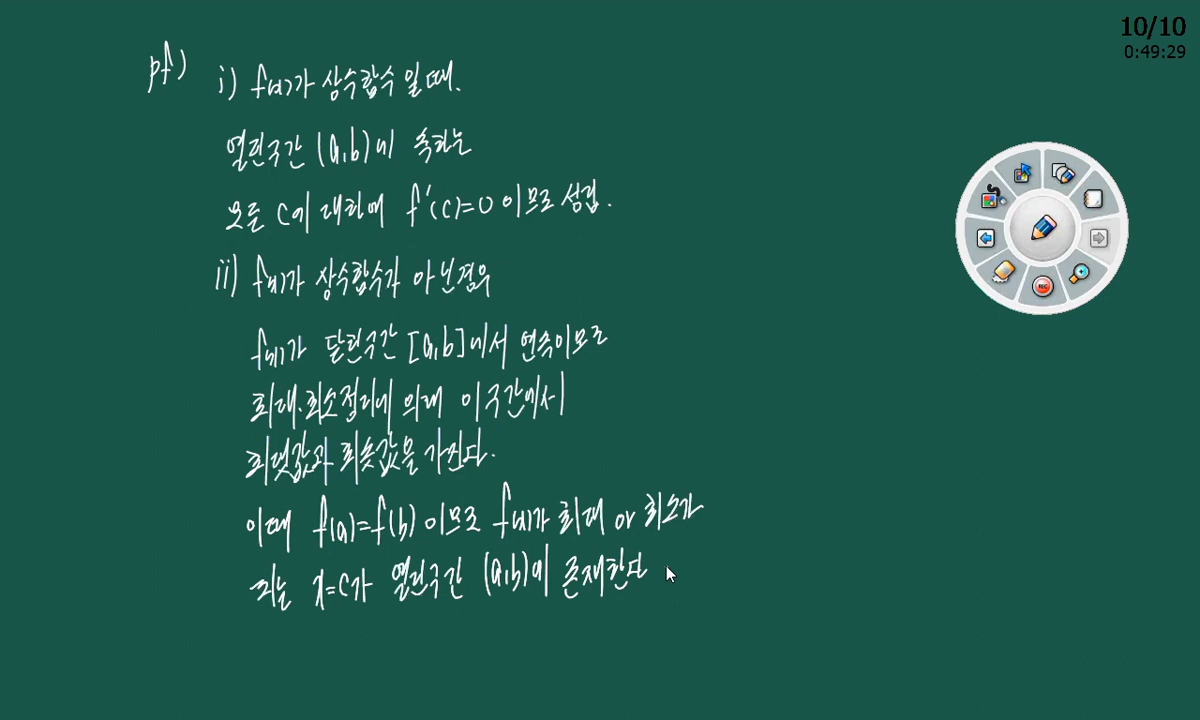 10/10
0:49:29
pf)
i) f(x)가 상수함수 일 때.
열린구간 (a,b)에 속하는
모든 c에 대하여 f'(c)=0 이므로 성립.
ii) f(x)가 상수함수가 아닌경우
f(x)가 닫힌구간 [a,b]에서 연속이므로
최대.최소정리에 의해 이 구간에서
최댓값과 최솟값을 가진다.
이때 f(a)=f(b) 이므로 f(x)가 최대 or 최소가
되는 x=c가 열린구간 (a,b)에 존재한다
REC